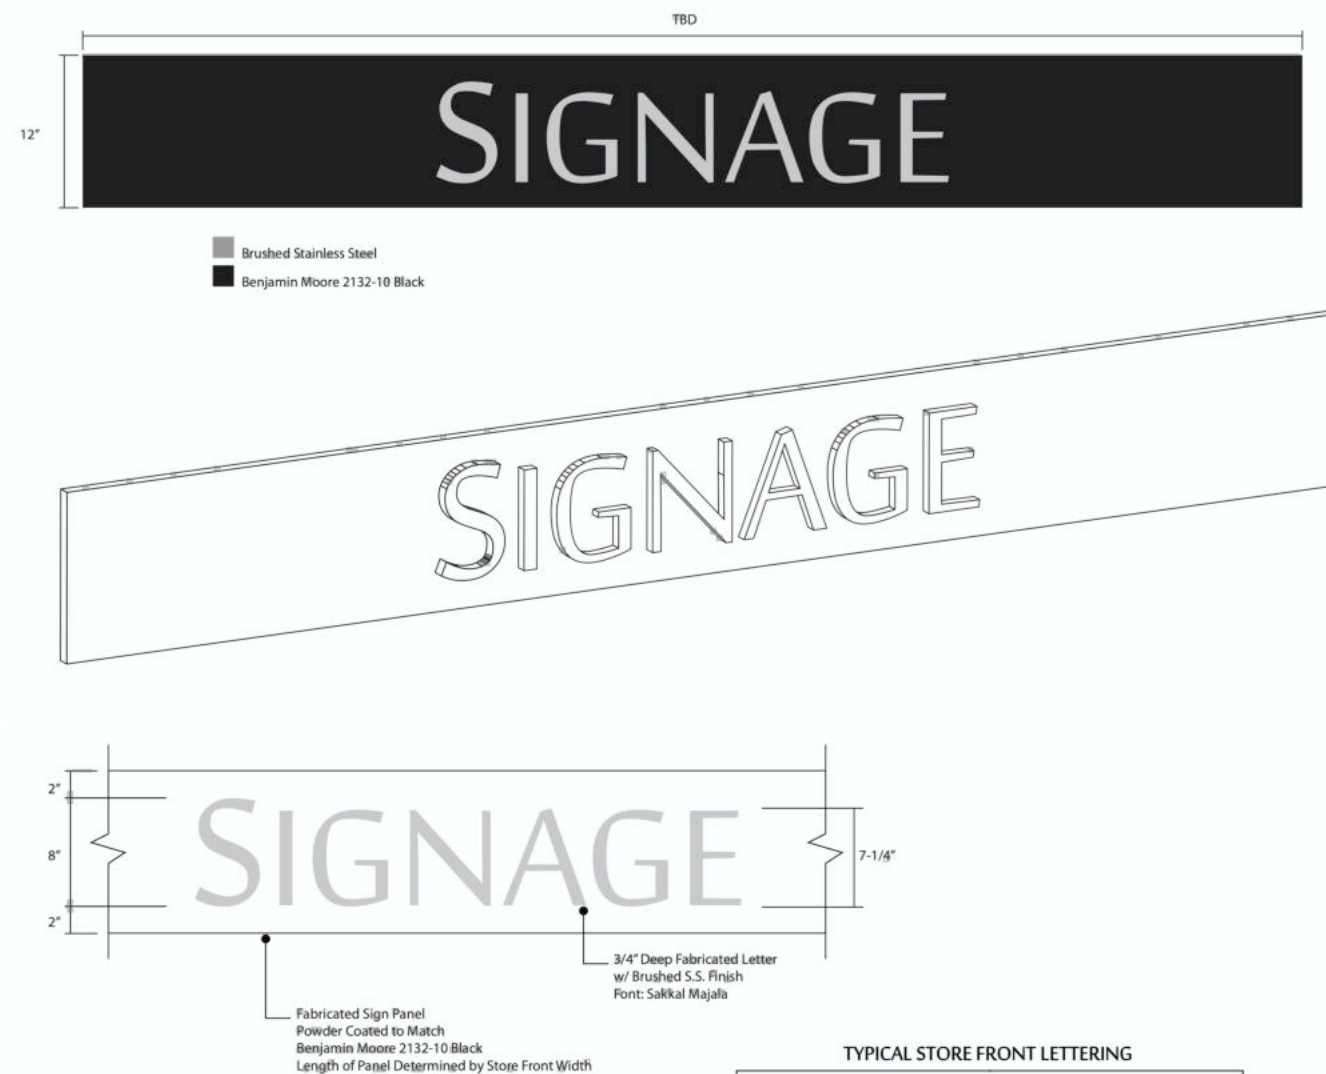 TBD
12"
SIGNAGE
Brushed Stainless Steel
Benjamin Moore 2132-10 Black
SIGNAGE
2"
8"
2"
SIGNAGE
7-1/4"
3/4" Deep Fabricated Letter
w/ Brushed S.S. Finish
Font: Sakkal Majala
Fabricated Sign Panel
Powder Coated to Match
Benjamin Moore 2132-10 Black
Length of Panel Determined by Store Front Width
TYPICAL STORE FRONT LETTERING